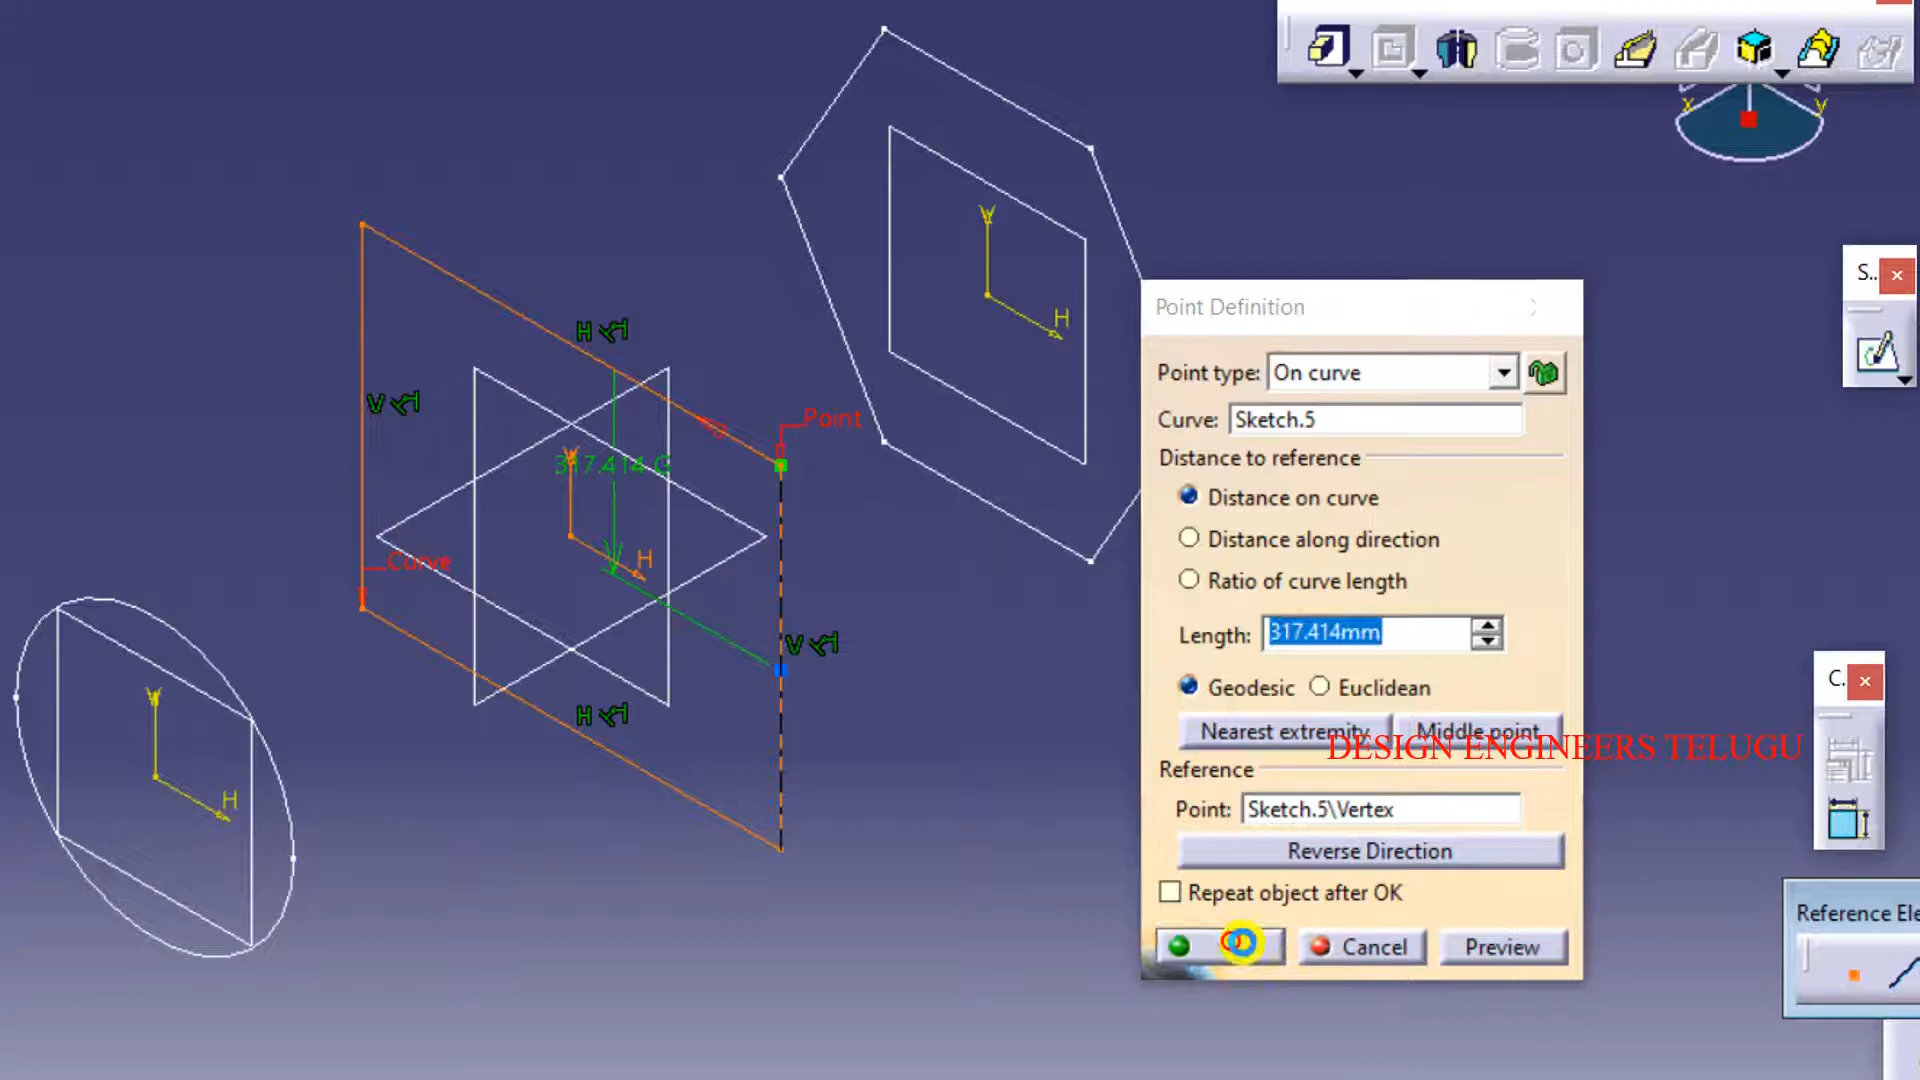 x
y
S..
V
H
Point Definition
H
Point type: On curve
V
Point
Curve: Sketch.5
Distance to reference
V
317.414 G
Distance on curve
Distance along direction
H
Curve
Ratio of curve length
Length: 317.414mm
V
C.
Geodesic
Euclidean
V
H
Nearest extremity
Middle point
DESIGN ENGINEERS TELUGU
Reference
H
Point: Sketch.5\Vertex
Reverse Direction
Repeat object after OK
Reference Ele
Cancel
Preview